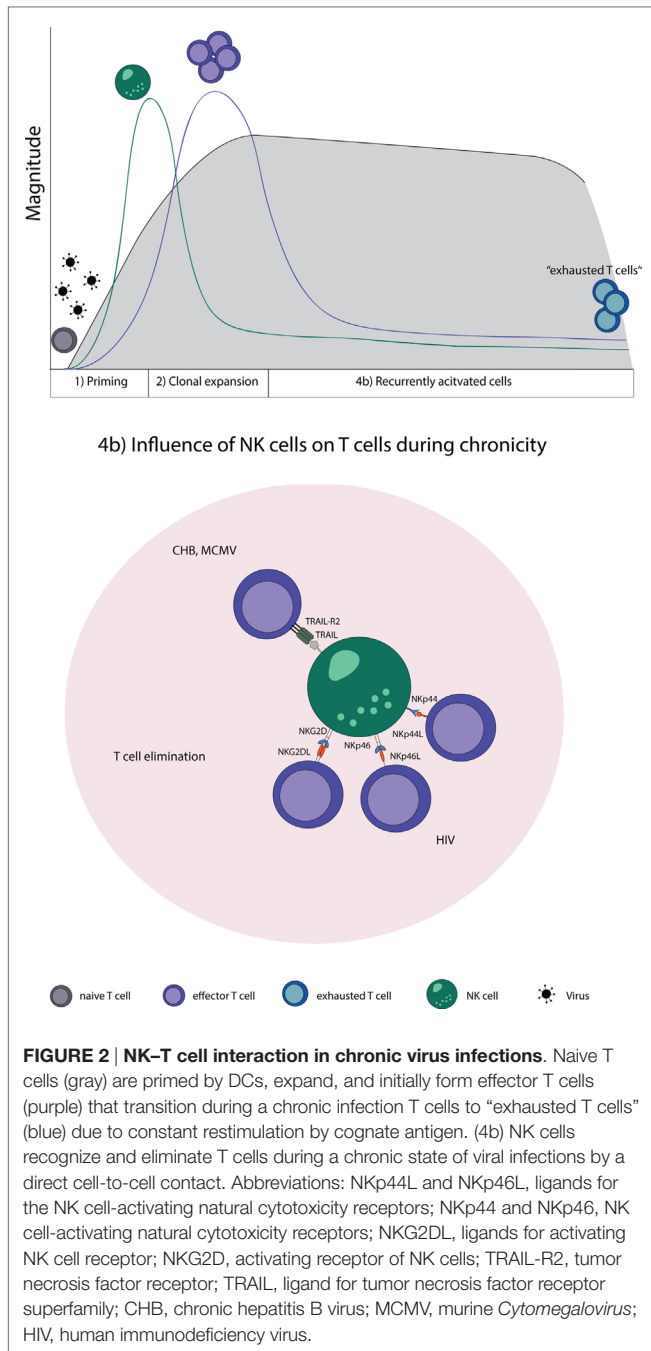 Magnitude
"exhausted T cells"
1) Priming
2) Clonal expansion
4b) Recurrently acitvated cells
4b) Influence of NK cells on T cells during chronicity
CHB, MCMV
TRAIL-R2
TRAIL
NKp44
NKG2D
NKp46
NKp44L
NKG2DL
NKp46L
T cell elimination
HIV
naive T cell
effector T cell
exhausted T cell
NK cell
Virus
FIGURE 2 | NK–T cell interaction in chronic virus infections. Naive T
cells (gray) are primed by DCs, expand, and initially form effector T cells
(purple) that transition during a chronic infection T cells to “exhausted T cells”
(blue) due to constant restimulation by cognate antigen. (4b) NK cells
recognize and eliminate T cells during a chronic state of viral infections by a
direct cell-to-cell contact. Abbreviations: NKp44L and NKp46L, ligands for
the NK cell-activating natural cytotoxicity receptors; NKp44 and NKp46, NK
cell-activating natural cytotoxicity receptors; NKG2DL, ligands for activating
NK cell receptor; NKG2D, activating receptor of NK cells; TRAIL-R2, tumor
necrosis factor receptor; TRAIL, ligand for tumor necrosis factor receptor
superfamily; CHB, chronic hepatitis B virus; MCMV, murine Cytomegalovirus;
HIV, human immunodeficiency virus.